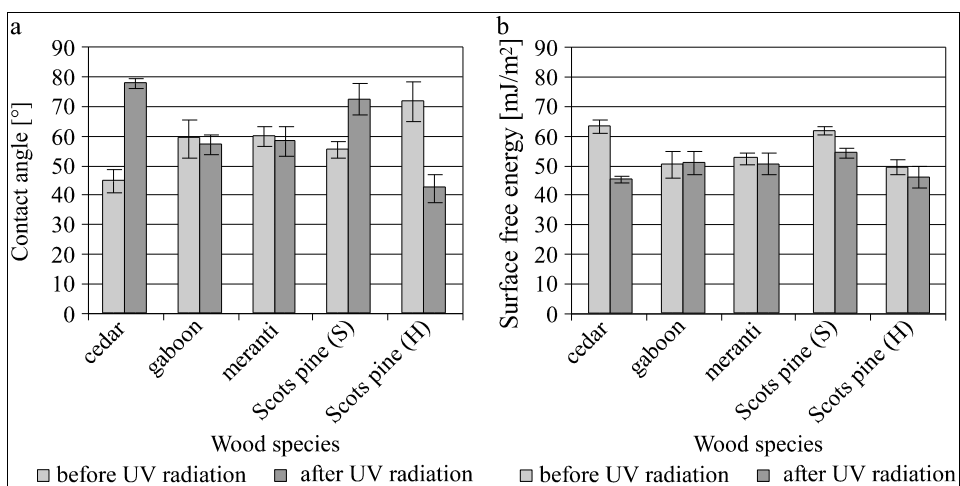 a
Contact angle [°]
90
80
70
60
50
40
30
20
10
0
cedar
gaboon
meranti
Scots pine (S)
Scots pine (H)
Wood species
before UV radiation after UV radiation
b
Surface free energy [mJ/m²]
90
80
70
60
50
40
30
20
10
0
cedar
gaboon
meranti
Scots pine (S)
Scots pine (H)
Wood species
before UV radiation after UV radiation